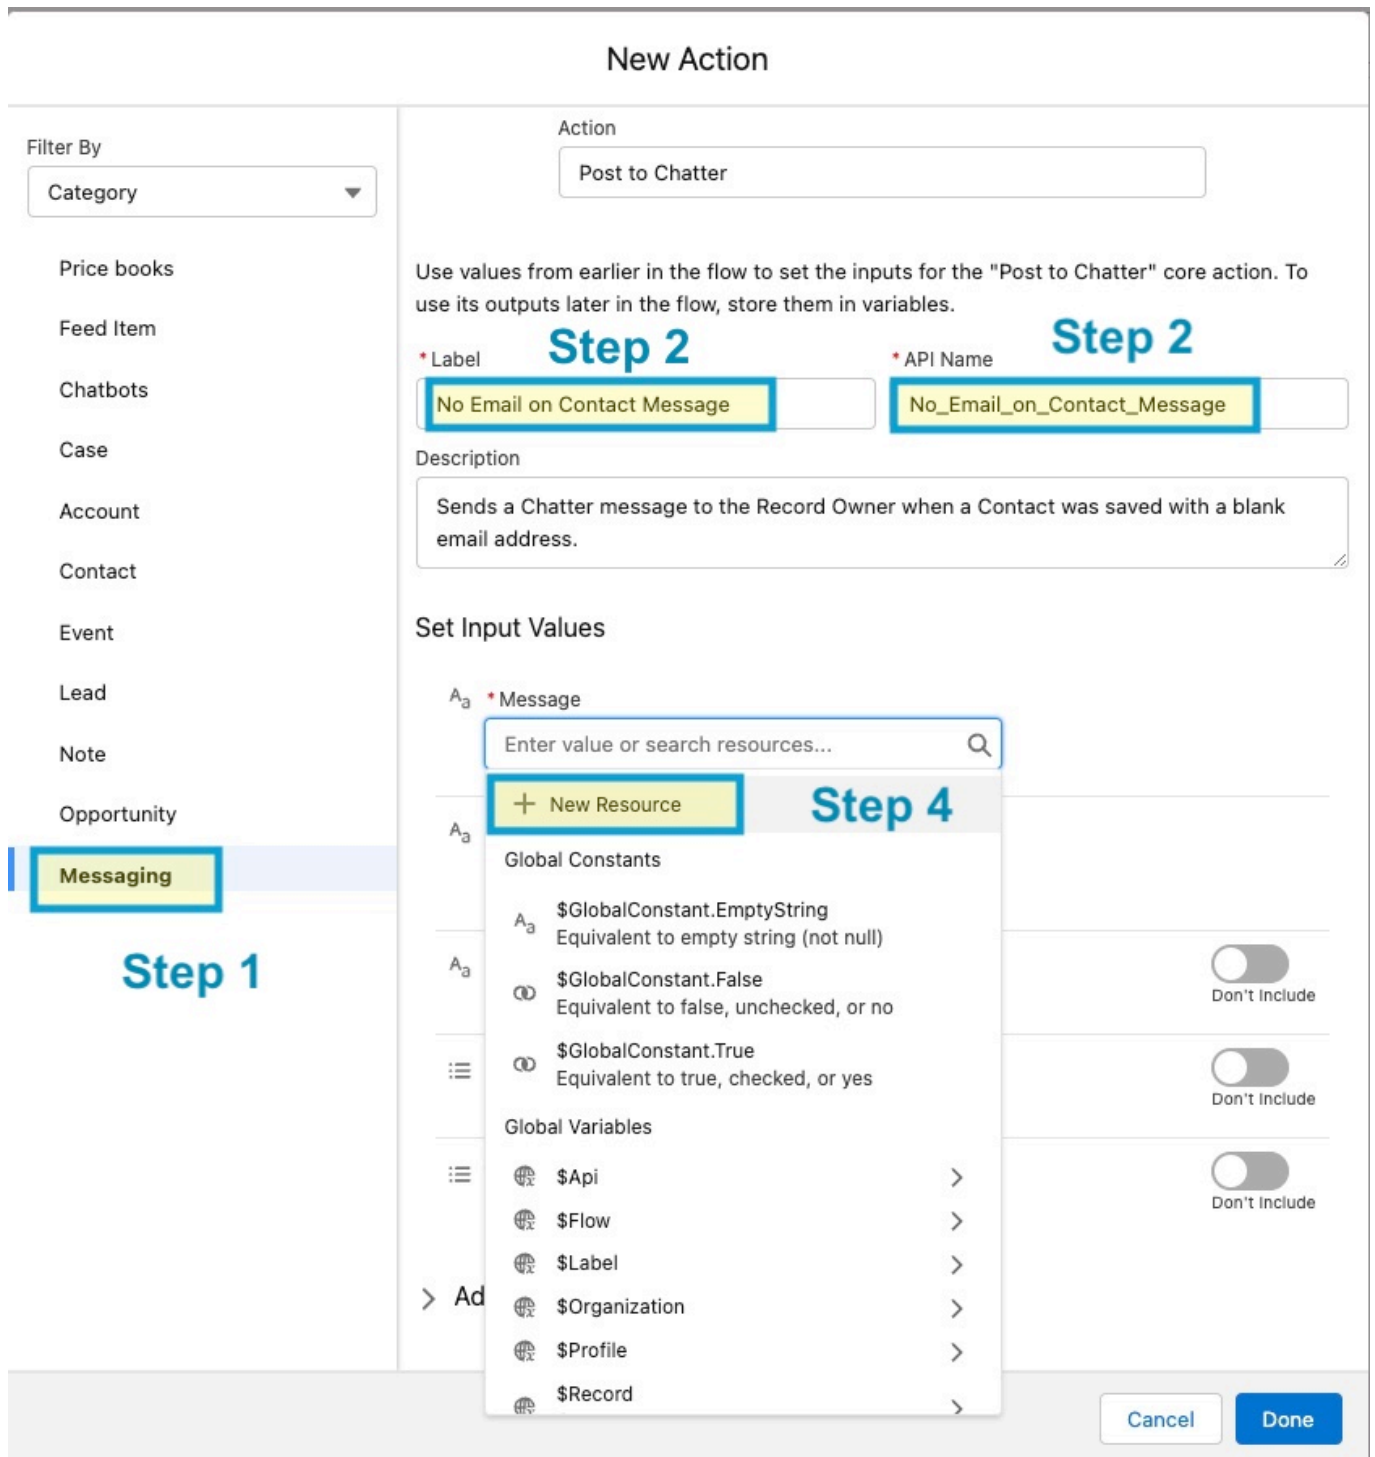 New Action
Filter By
Category
Price books
Feed Item
Chatbots
Case
Account
Contact
Event
Lead
Note
Opportunity
Messaging
Step 1
Action
Post to Chatter
Use values from earlier in the flow to set the inputs for the "Post to Chatter" core action. To
use its outputs later in the flow, store them in variables.
* Label
Step 2
No Email on Contact Message
* API Name
Step 2
No_Email_on_Contact_Message
Description
Sends a Chatter message to the Record Owner when a Contact was saved with a blank
email address.
Set Input Values
Aa * Message
Enter value or search resources...
+ New Resource
Step 4
Aa
Global Constants
Aa $GlobalConstant.EmptyString
Equivalent to empty string (not null)
Aa
$GlobalConstant.False
Equivalent to false, unchecked, or no
Don't Include
$GlobalConstant.True
Equivalent to true, checked, or yes
Don't Include
Global Variables
$Api
$Flow
Don't Include
$Label
Ad
$Organization
$Profile
$Record
Cancel
Done